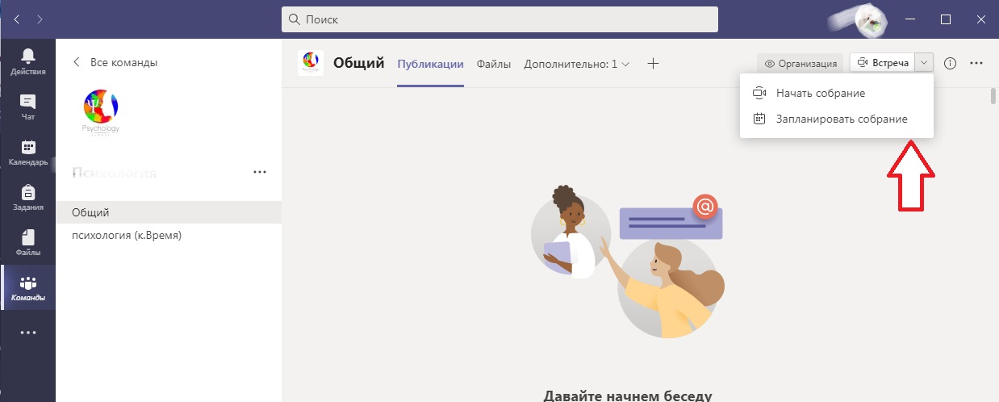 Поиск
Действия
Чат
Календарь
Задания
Файлы
Команды
Все команды
Psychology
Психология
Общий
психология (к.Время)
Общий
Публикации
Файлы
Дополнительно: 1
Организация
Встреча
Начать собрание
Запланировать собрание
@
Давайте начнем беседу